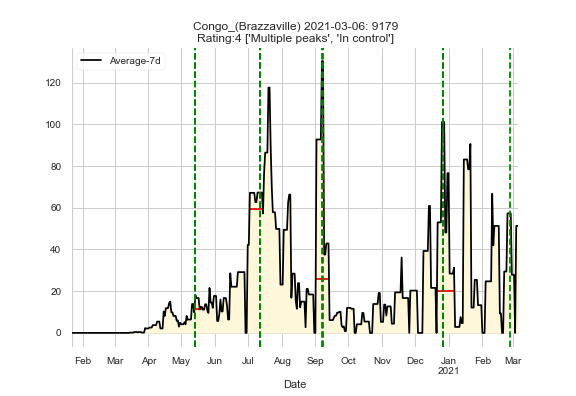 Congo_(Brazzaville) 2021-03-06: 9179
Rating:4 ['Multiple peaks', 'In control']
Average-7d
120
100
80
60
40
20
0
Feb Mar Apr May Jun Jul Aug Sep Oct Nov Dec Jan Feb Mar
2021
Date